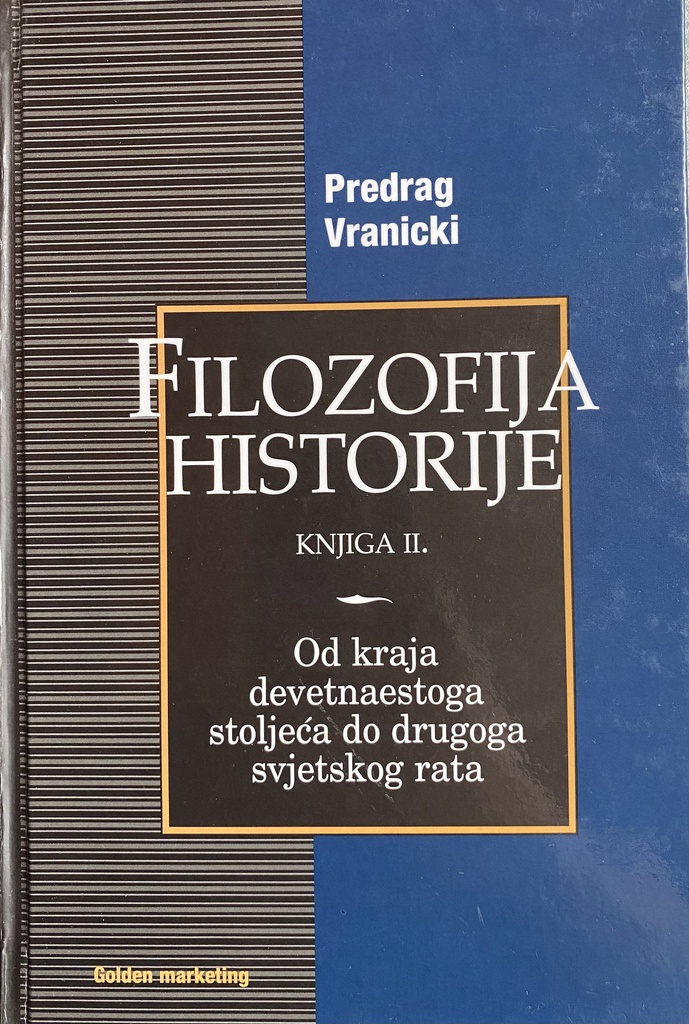 Predrag
Vranicki
FILOZOFIJA
HISTORIJE
KNJIGA II.
Od kraja
devetnaestoga
stoljeća do drugoga
svjetskog rata
Golden marketing